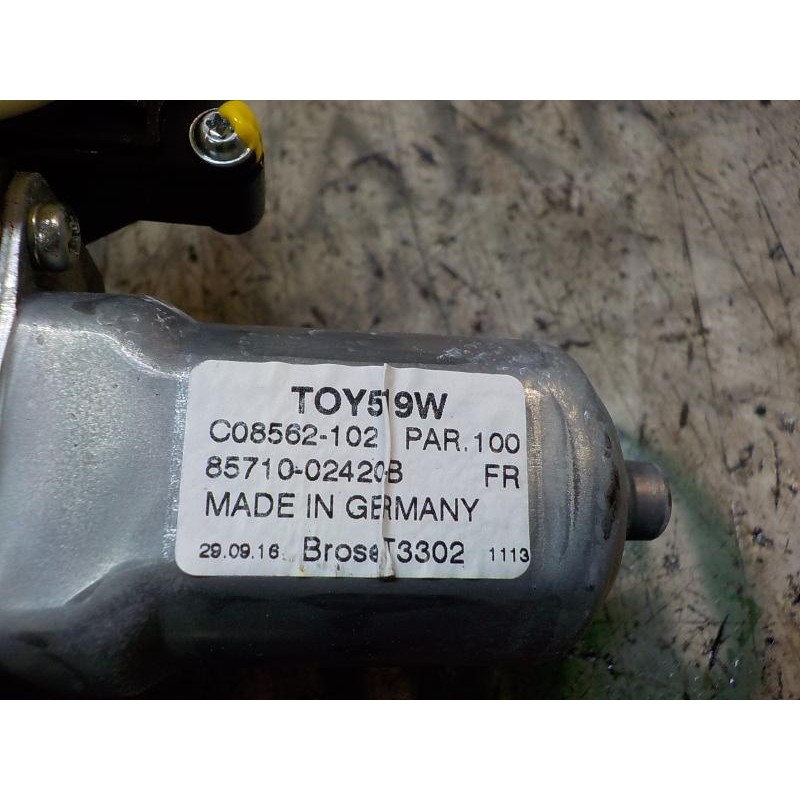 TOY519W
C08562-102 PAR.100
85710-02420-B FR
MADE IN GERMANY
29.09.16 Brose T3302 1113